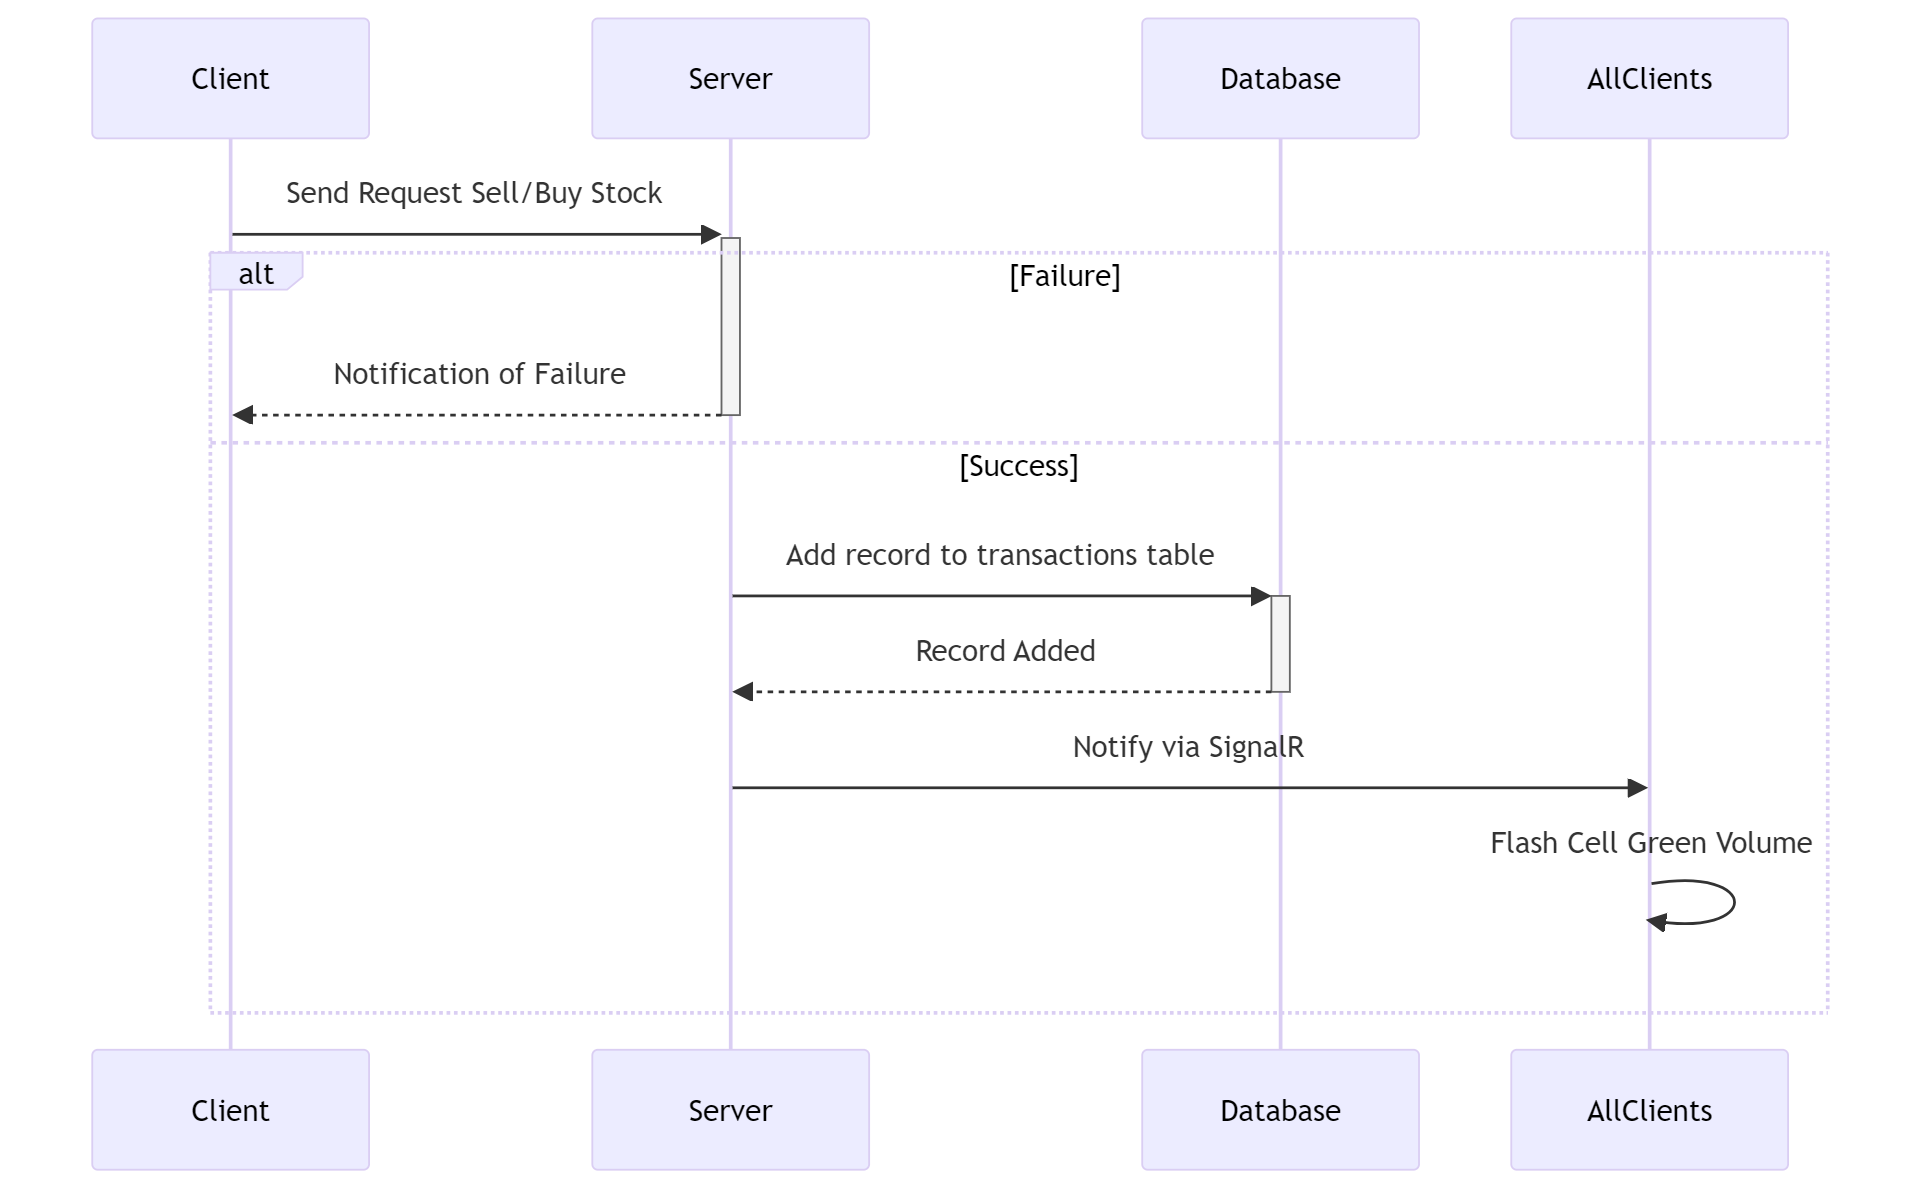 Client
Server
Database
AllClients
Send Request Sell/Buy Stock
alt
[Failure]
Notification of Failure
[Success]
Add record to transactions table
Record Added
Notify via SignalR
Flash Cell Green Volume
Client
Server
Database
AllClients